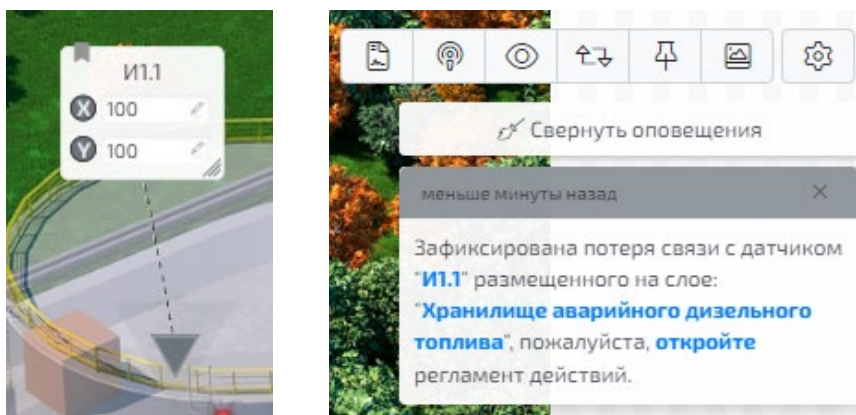 И1.1
X 100
Y 100
Свернуть оповещения
меньше минуты назад
Зафиксирована потеря связи с датчиком
"И1.1" размещенного на слое:
"Хранилище аварийного дизельного
топлива", пожалуйста, откройте
регламент действий.